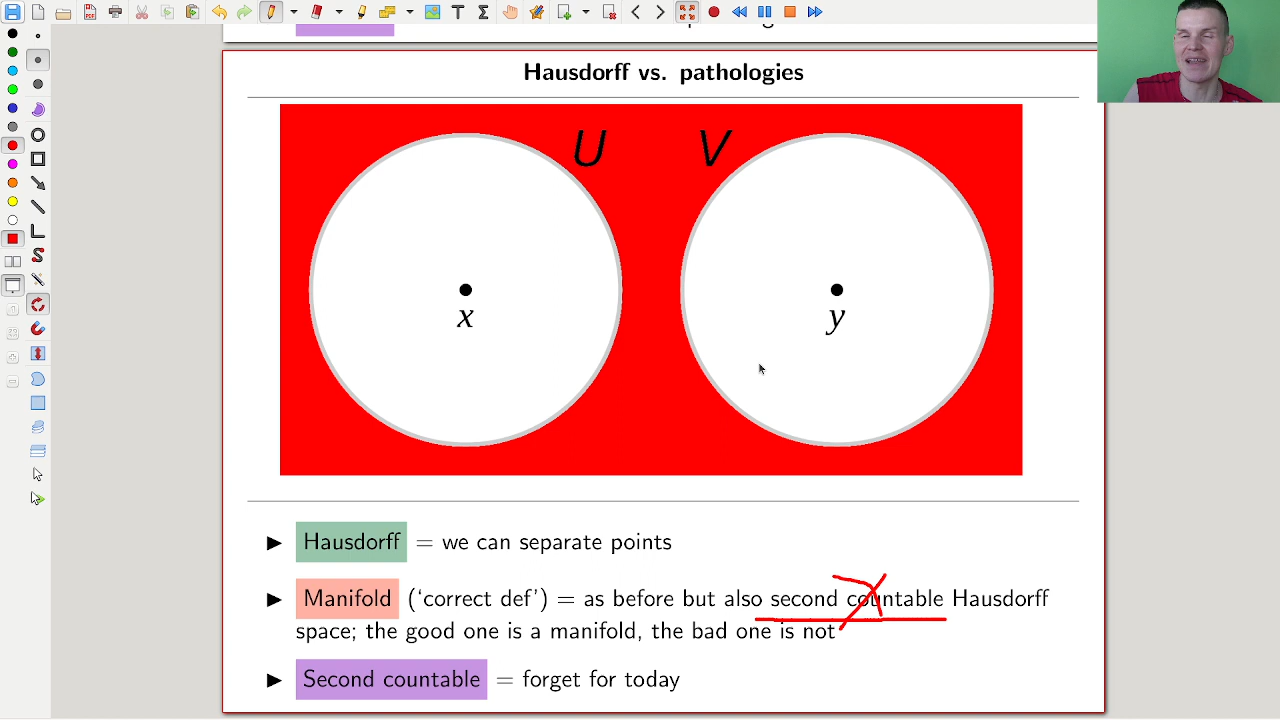 Hausdorff vs. pathologies
U V
x y
► Hausdorff = we can separate points
► Manifold (‘correct def’) = as before but also second countable Hausdorff
space; the good one is a manifold, the bad one is not
► Second countable = forget for today